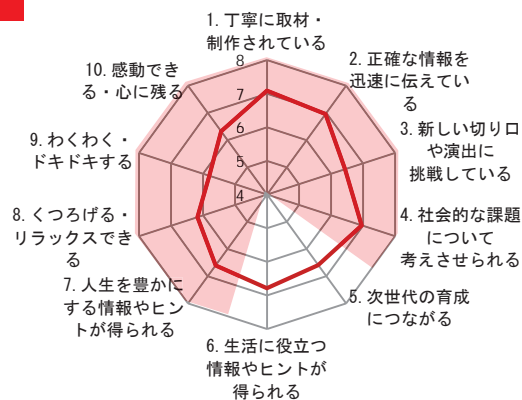 1. 丁寧に取材・
制作されている
2. 正確な情報を
迅速に伝えてい
る
3. 新しい切り口
や演出に
挑戦している
4. 社会的な課題
について
考えさせられる
5. 次世代の育成
につながる
6. 生活に役立つ
情報やヒントが
得られる
7. 人生を豊かに
する情報やヒン
トが得られる
8. くつろげる・
リラックスでき
る
9. わくわく・
ドキドキする
10. 感動でき
る・心に残る
8
7
6
5
4